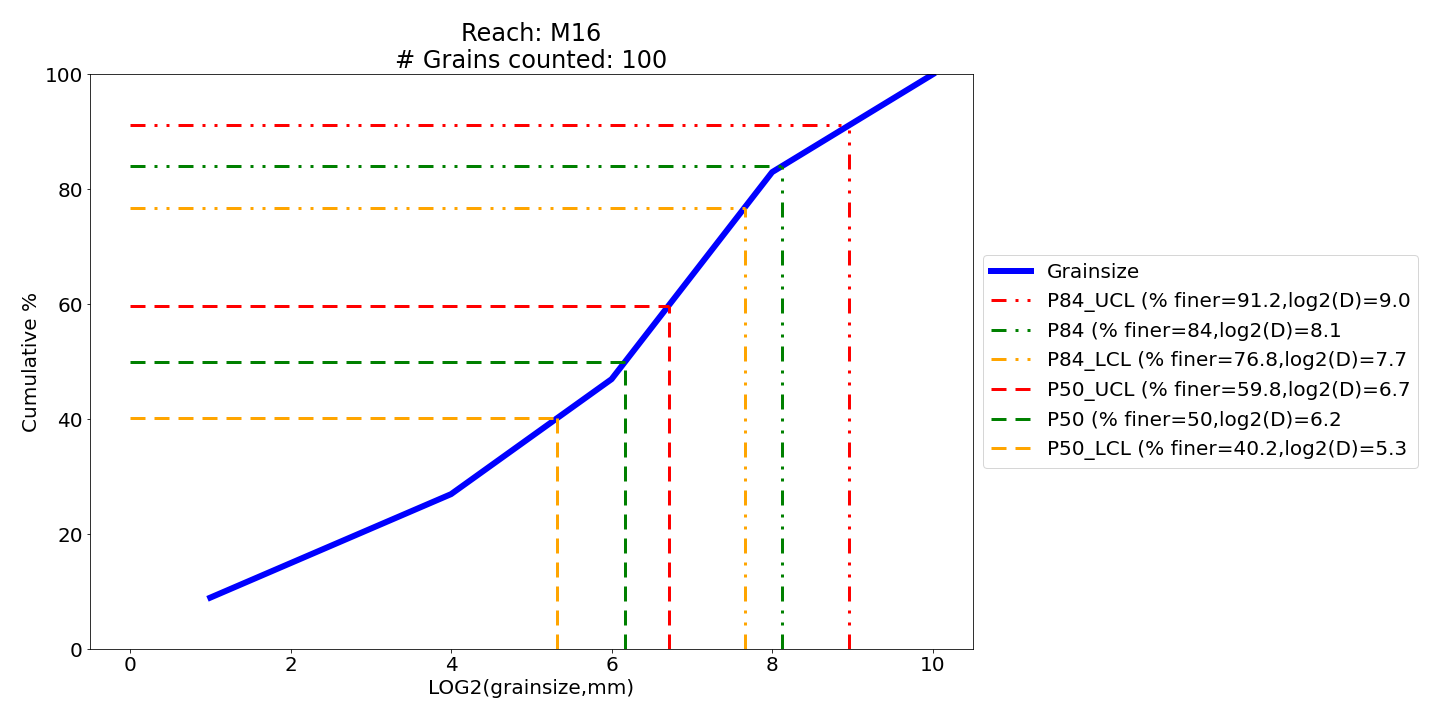 Reach: M16
# Grains counted: 100
100
80
60
40
20
0
Cumulative %
0 2 4 6 8 10
LOG2(grainsize,mm)
Grainsize
P84_UCL (% finer=91.2,log2(D)=9.0
P84 (% finer=84,log2(D)=8.1
P84_LCL (% finer=76.8,log2(D)=7.7
P50_UCL (% finer=59.8,log2(D)=6.7
P50 (% finer=50,log2(D)=6.2
P50_LCL (% finer=40.2,log2(D)=5.3